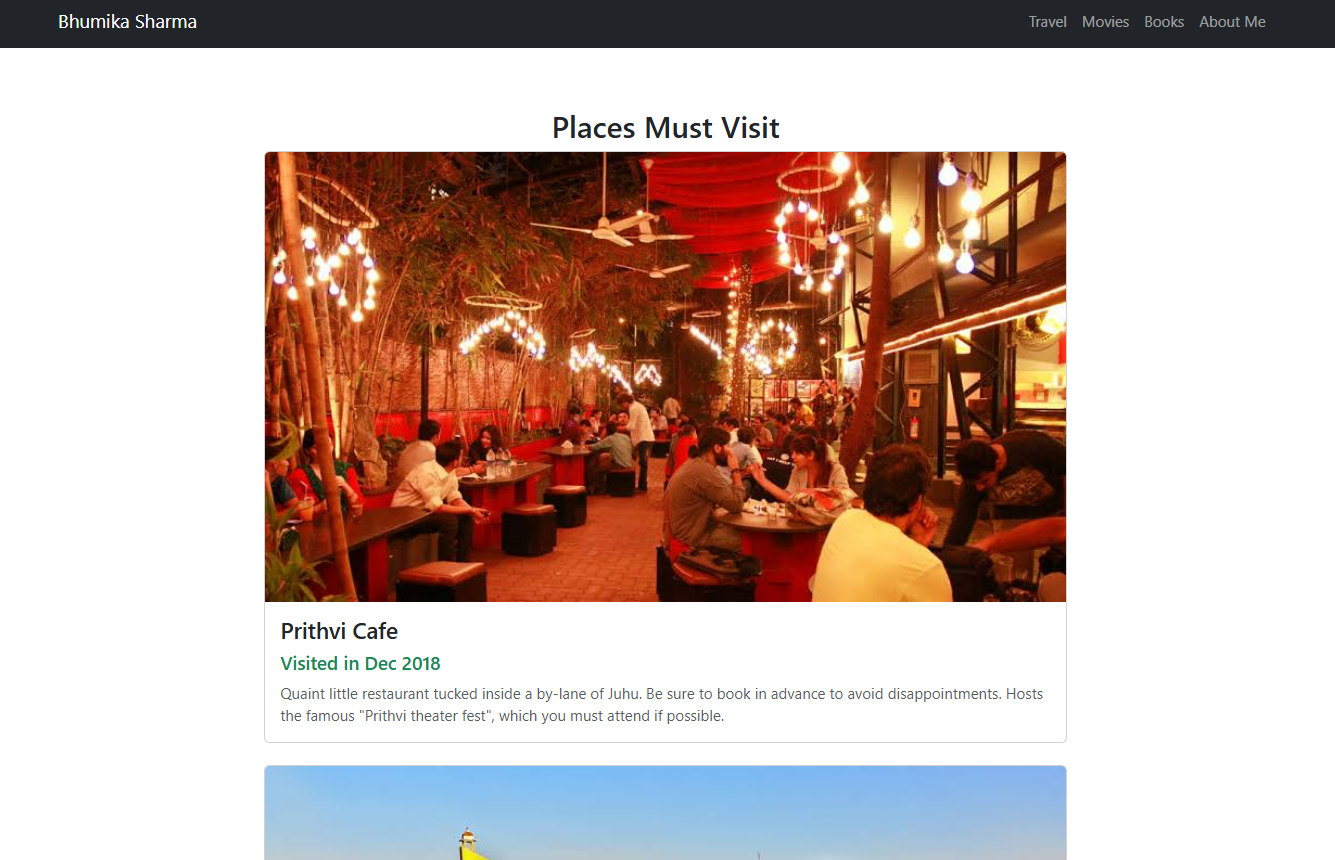 Bhumika Sharma
Travel Movies Books About Me
Places Must Visit
Prithvi Cafe
Visited in Dec 2018
Quaint little restaurant tucked inside a by-lane of Juhu. Be sure to book in advance to avoid disappointments. Hosts
the famous "Prithvi theater fest", which you must attend if possible.